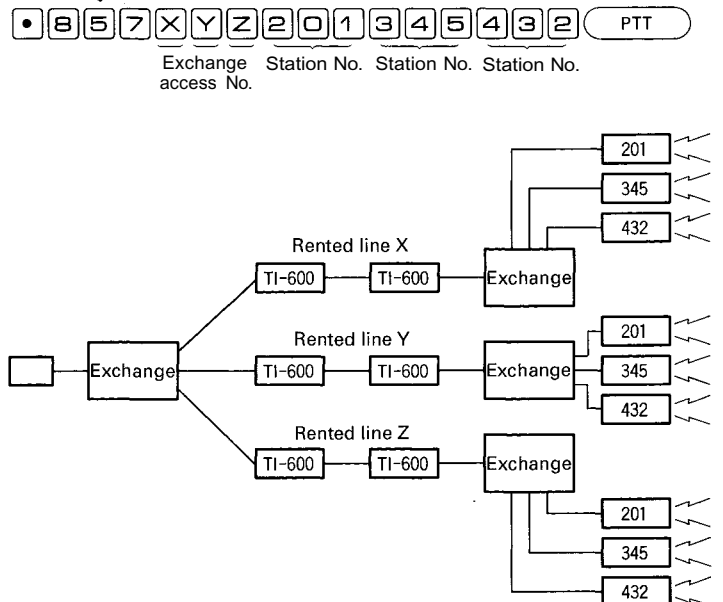 • 8 5 7 X Y Z 2 0 1 3 4 5 4 3 2 PTT
Exchange access No. Station No. Station No. Station No.
201
345
432
Rented line X
TI-600 TI-600 Exchange
Rented line Y
201
Exchange TI-600 TI-600 Exchange 345
432
Rented line Z
TI-600 TI-600 Exchange
201
345
432